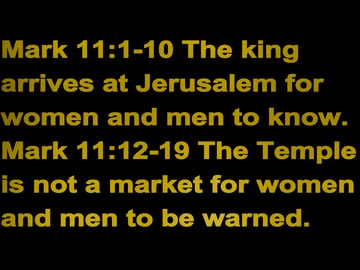 Mark 11:1-10 The king
arrives at Jerusalem for
women and men to know.
Mark 11:12-19 The Temple
is not a market for women
and men to be warned.